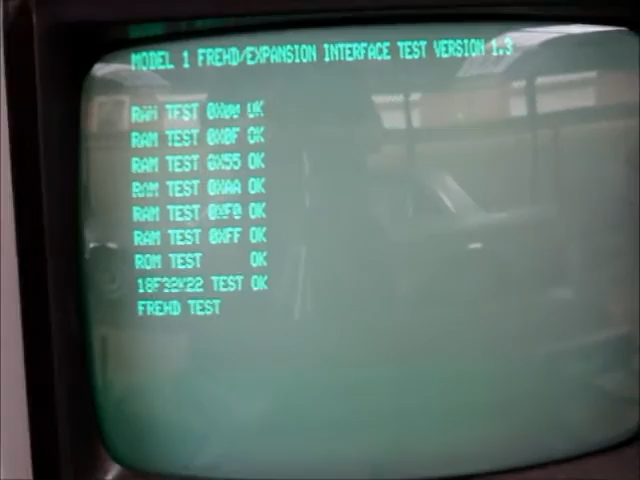 MODEL 1 FREHD/EXPANSION INTERFACE TEST VERSION 1.3
RAM TEST 0X00 OK
RAM TEST 0X0F OK
RAM TEST 0X55 OK
RAM TEST 0XAA OK
RAM TEST 0XF0 OK
RAM TEST 0XFF OK
ROM TEST OK
18F32K22 TEST OK
FREHD TEST